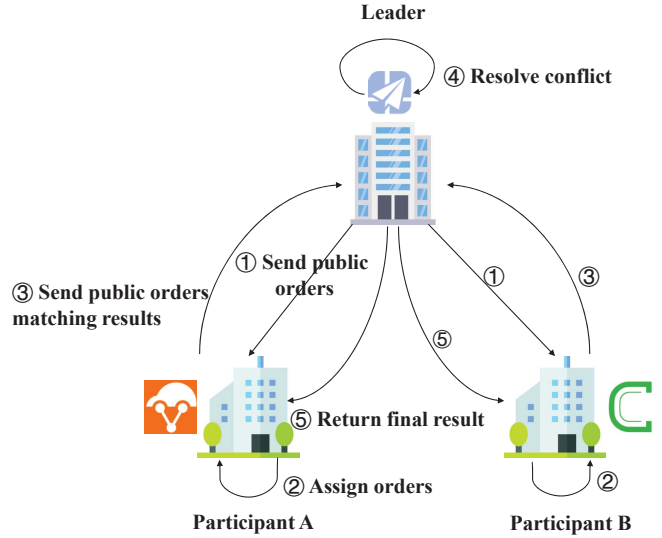 Leader
④ Resolve conflict
① Send public
orders
①
③ Send public orders
matching results
③
⑤
⑤ Return final result
② Assign orders
②
Participant A
Participant B